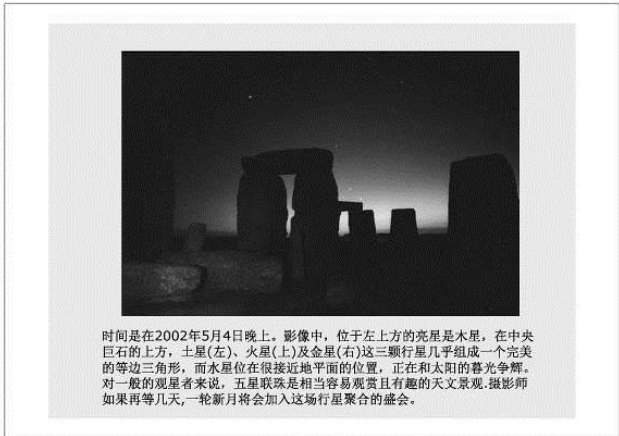 时间是在2002年5月4日晚上。影像中，位于左上方的亮星是木星，在中央
巨石的上方，土星(左)、火星(上)及金星(右)这三颗行星几乎组成一个完美
的等边三角形，而水星位在很接近地平面的位置，正在和太阳的暮光争辉。
对一般的观星者来说，五星联珠是相当容易观赏且有趣的天文景观.摄影师
如果再等几天,一轮新月将会加入这场行星聚合的盛会。